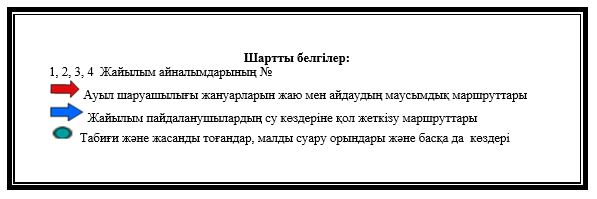 Шартты белгілер:
1, 2, 3, 4 Жайылым айналымдарының №
Ауыл шаруашылығы жануарларын жаю мен айдаудың маусымдық маршруттары
Жайылым пайдаланушылардың су көздеріне қол жеткізу маршруттары
Табиғи және жасанды тоғандар, малды суару орындары және басқа да көздері